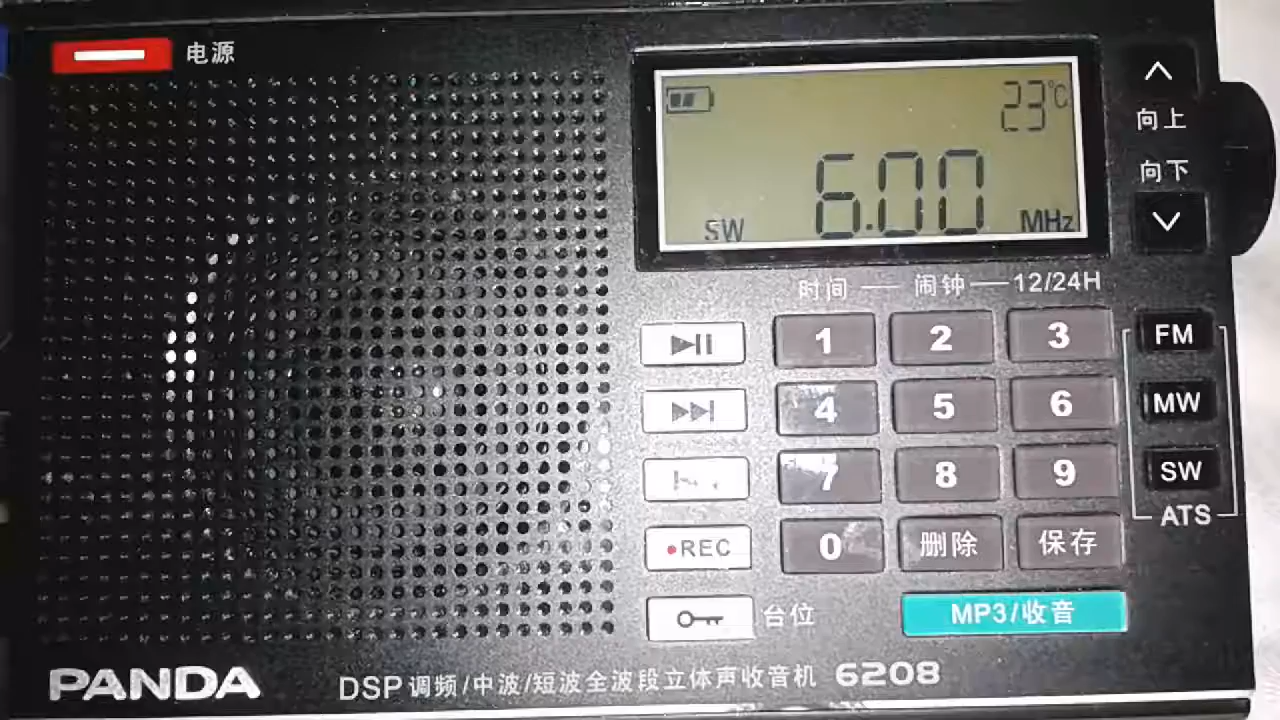 电源
23°C
6.00
SW MHz
向上
向下
时间 闹钟 12/24H
1 2 3
FM
4 5 6
MW
7 8 9
SW
REC
0 删除 保存
ATS
台位
MP3/收音
PANDA
DSP调频/中波/短波全波段立体声收音机 6208